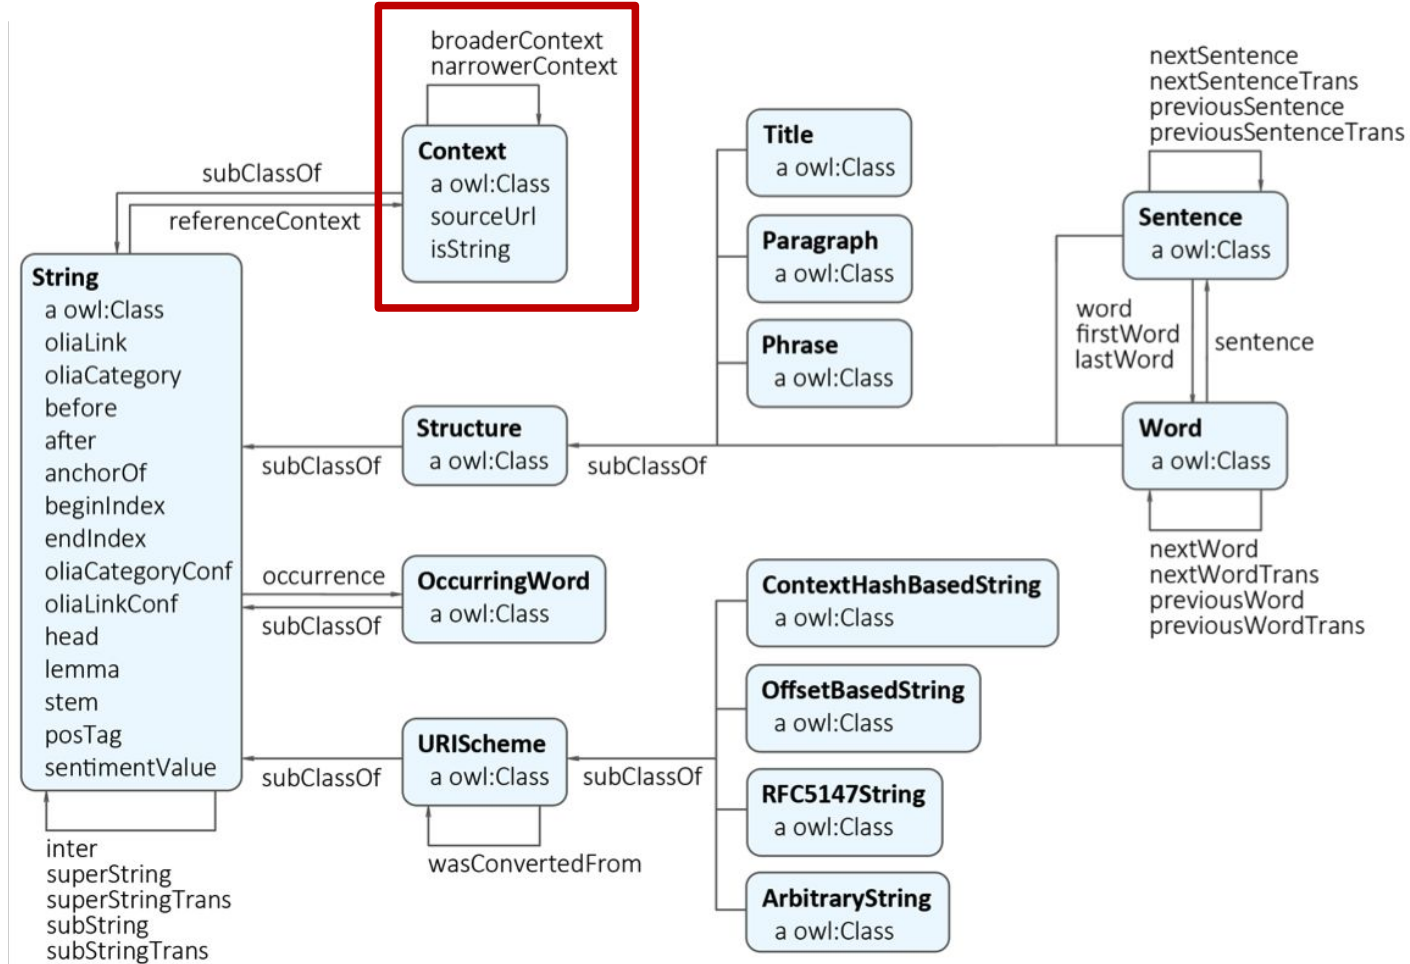 broaderContext
narrowerContext
Context
a owl:Class
sourceUrl
isString
subClassOf
referenceContext
String
a owl:Class
oliaLink
oliaCategory
before
after
anchorOf
beginIndex
endIndex
oliaCategoryConf
oliaLinkConf
head
lemma
stem
posTag
sentimentValue
inter
superString
superStringTrans
subString
subStringTrans
Structure
a owl:Class
subClassOf
subClassOf
Title
a owl:Class
Paragraph
a owl:Class
Phrase
a owl:Class
nextSentence
nextSentenceTrans
previousSentence
previousSentenceTrans
Sentence
a owl:Class
word
firstWord
lastWord
sentence
Word
a owl:Class
nextWord
nextWordTrans
previousWord
previousWordTrans
occurrence
subClassOf
OccurringWord
a owl:Class
URIScheme
a owl:Class
subClassOf
subClassOf
wasConvertedFrom
ContextHashBasedString
a owl:Class
OffsetBasedString
a owl:Class
RFC5147String
a owl:Class
ArbitraryString
a owl:Class